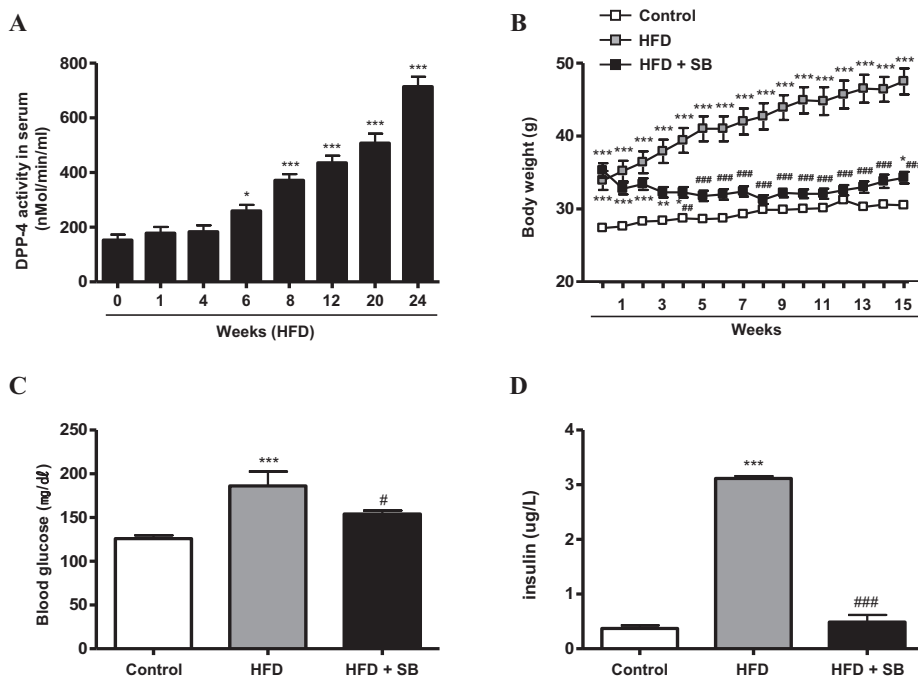 A
DPP-4 activity in serum
(nMol/min/ml)
800
600
400
200
0
*
***
***
***
***
0 1 4 6 8 12 20 24
Weeks (HFD)
B
Control
HFD
HFD + SB
Body weight (g)
50
40
30
20
*** *** *** *** *** *** *** *** *** *** *** *** *** *** *** ***
*** *** *** ** * ## ### ### ### ### ### ### ### ### ### ### * ###
1 3 5 7 9 11 13 15
Weeks
C
Blood glucose (mg/dℓ)
250
200
150
100
50
0
***
#
Control HFD HFD + SB
D
insulin (ug/L)
4
3
2
1
0
***
###
Control HFD HFD + SB